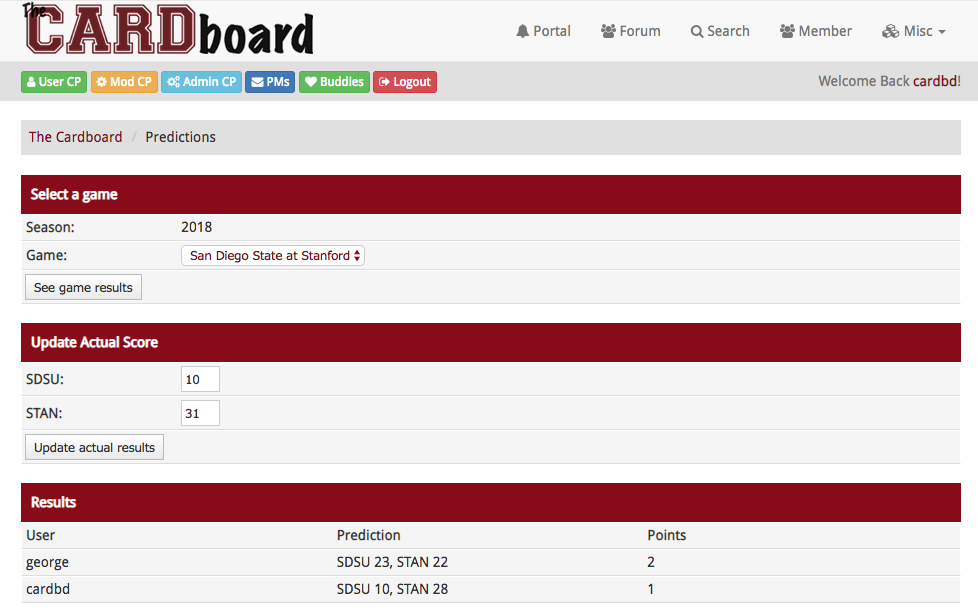 The CARDboard
Portal Forum Search Member Misc
User CP Mod CP Admin CP PMs Buddies Logout Welcome Back cardbd!
The Cardboard / Predictions
Select a game
Season: 2018
Game: San Diego State at Stanford
See game results
Update Actual Score
SDSU: 10
STAN: 31
Update actual results
Results
User Prediction Points
george SDSU 23, STAN 22 2
cardbd SDSU 10, STAN 28 1